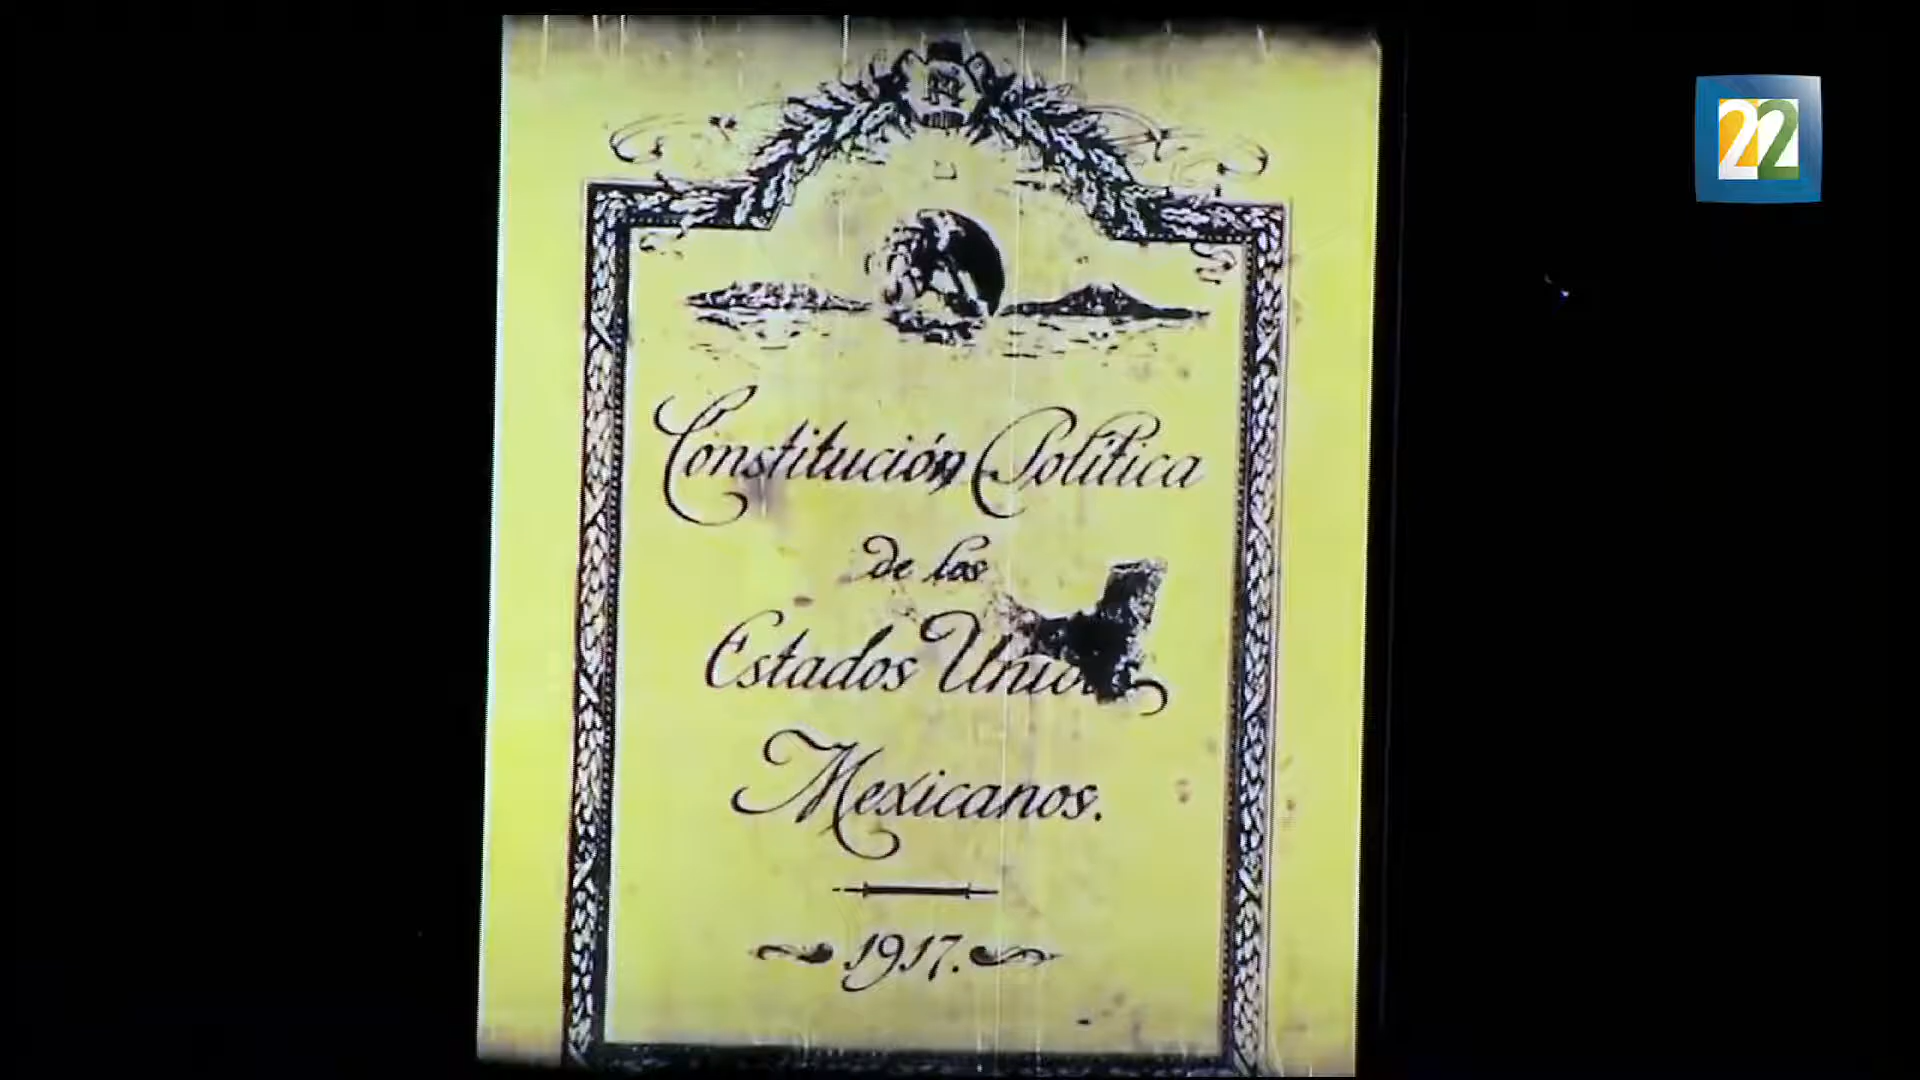 22
Constitución Política
de los
Estados
Mexicanos.
1917.